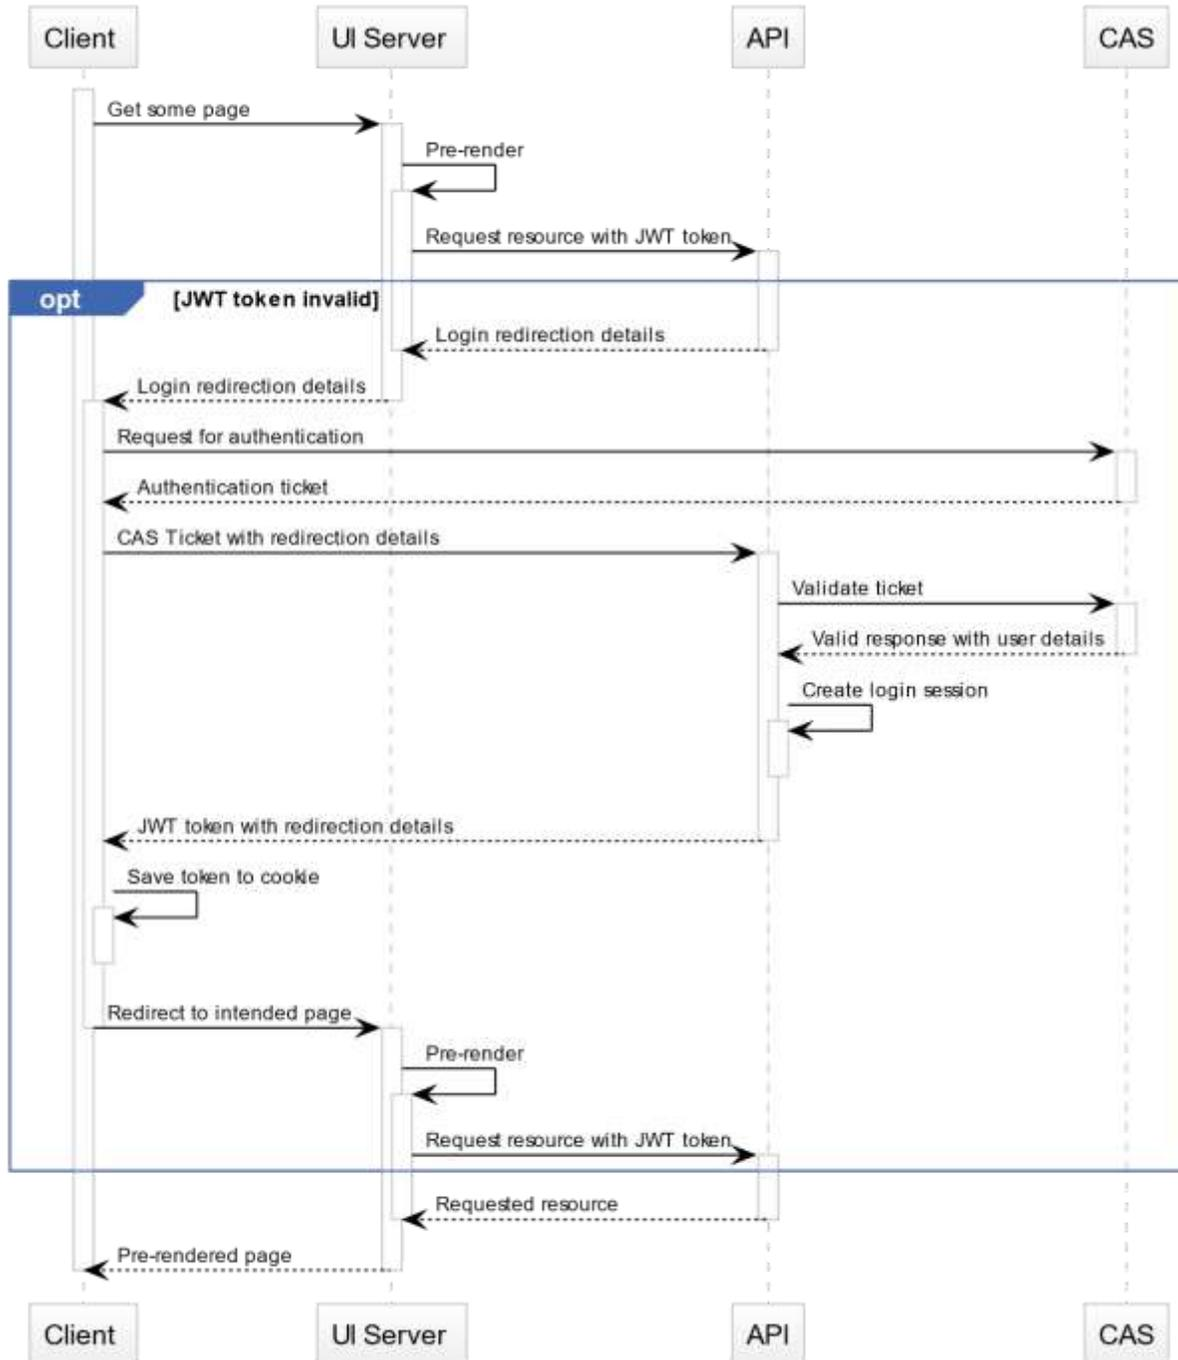 Client UI Server API CAS
Get some page
Pre-render
Request resource with JWT token
opt [JWT token invalid]
Login redirection details
Login redirection details
Request for authentication
Authentication ticket
CAS Ticket with redirection details
Validate ticket
Valid response with user details
Create login session
JWT token with redirection details
Save token to cookie
Redirect to intended page
Pre-render
Request resource with JWT token
Requested resource
Pre-rendered page
Client UI Server API CAS